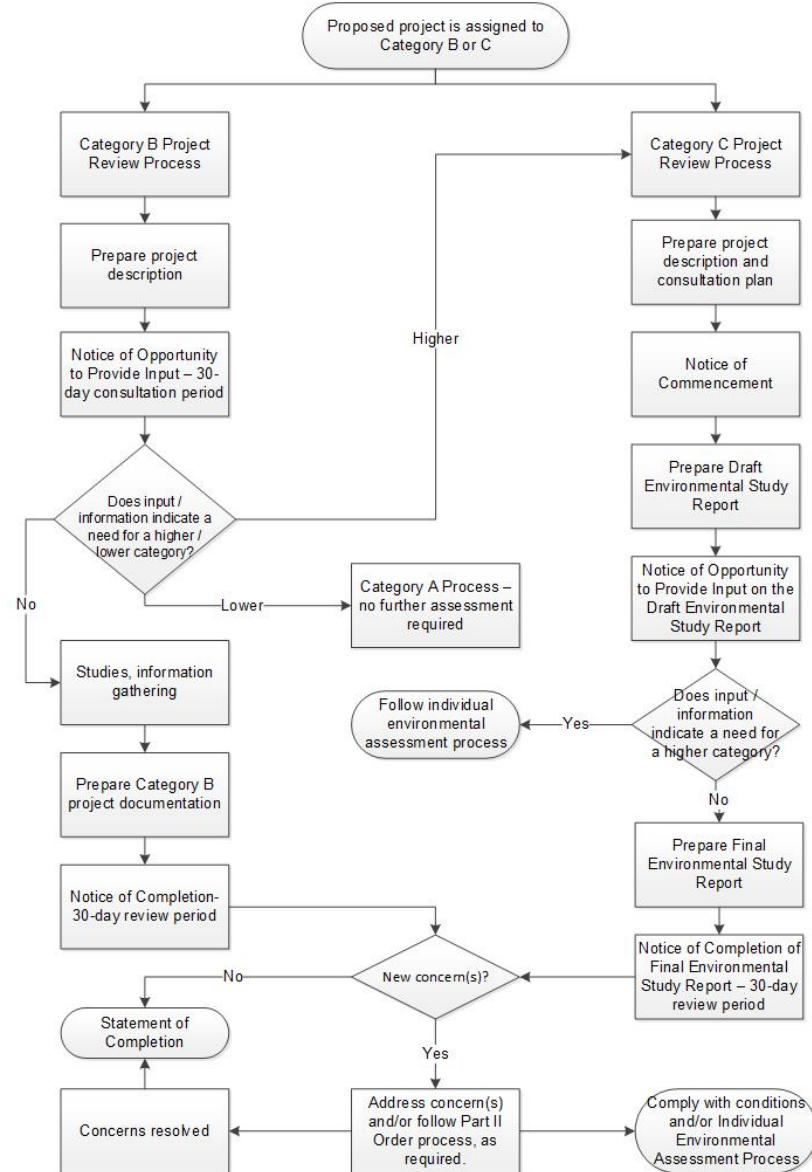 Proposed project is assigned to
Category B or C
Category B Project
Review Process
Category C Project
Review Process
Prepare project
description
Prepare project
description and
consultation plan
Higher
Notice of Opportunity
to Provide Input – 30-
day consultation period
Notice of
Commencement
Does input /
information indicate a
need for a higher /
lower category?
Prepare Draft
Environmental Study
Report
No
Lower
Category A Process –
no further assessment
required
Notice of Opportunity
to Provide Input on the
Draft Environmental
Study Report
Studies, information
gathering
Follow individual
environmental
assessment process
Yes
Does input /
information
indicate a need for
a higher category?
Prepare Category B
project documentation
No
Prepare Final
Environmental Study
Report
Notice of Completion-
30-day review period
Notice of Completion of
Final Environmental
Study Report – 30-day
review period
New concern(s)?
No
Statement of
Completion
Yes
Concerns resolved
Address concern(s)
and/or follow Part II
Order process, as
required.
Comply with conditions
and/or Individual
Environmental
Assessment Process